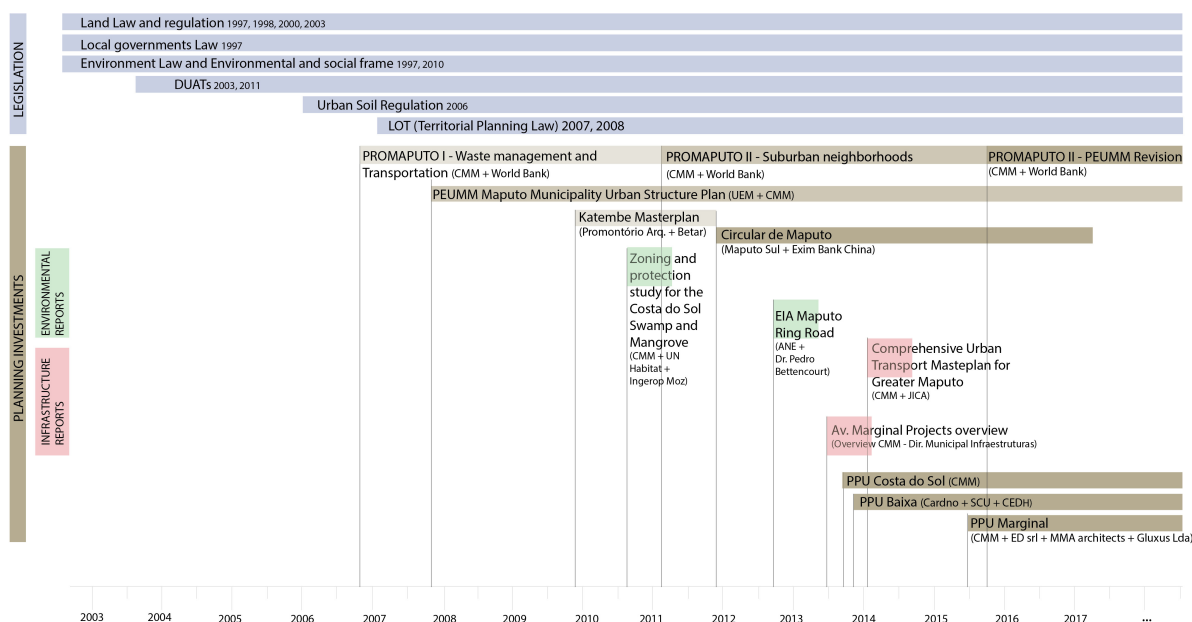 LEGISLATION
Land Law and regulation 1997, 1998, 2000, 2003
Local governments Law 1997
Environment Law and Environmental and social frame 1997, 2010
DUATs 2003, 2011
Urban Soil Regulation 2006
LOT (Territorial Planning Law) 2007, 2008
PLANNING INVESTMENTS
ENVIRONMENTAL
REPORTS
INFRASTRUCTURE
REPORTS
PROMAPUTO I - Waste management and
Transportation (CMM + World Bank)
PROMAPUTO II - Suburban neighborhoods
(CMM + World Bank)
PROMAPUTO II - PEUMM Revision
(CMM + World Bank)
PEUMM Maputo Municipality Urban Structure Plan (UEM + CMM)
Katembe Masterplan
(Promontório Arq. + Betar)
Circular de Maputo
(Maputo Sul + Exim Bank China)
Zoning and
protection
study for the
Costa do Sol
Swamp and
Mangrove
(CMM + UN
Habitat +
Ingerop Moz)
EIA Maputo
Ring Road
(ANE +
Dr. Pedro
Bettencourt)
Comprehensive Urban
Transport Masteplan for
Greater Maputo
(CMM + JICA)
Av. Marginal Projects overview
(Overview CMM - Dir. Municipal Infraestruturas)
PPU Costa do Sol (CMM)
PPU Baixa (Cardno + SCU + CEDH)
PPU Marginal
(CMM + ED srl + MMA architects + Gluxus Lda)
2003 2004 2005 2006 2007 2008 2009 2010 2011 2012 2013 2014 2015 2016 2017 ...